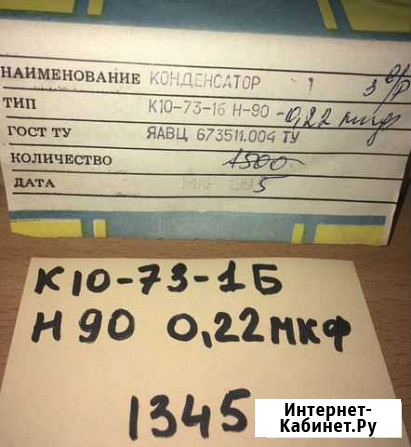 НАИМЕНОВАНИЕ КОНДЕНСАТОР
ТИП К10-73-1б Н-90 -0,22 мкф
ГОСТ ТУ ЯАВЦ 673511.004 ТУ
КОЛИЧЕСТВО 1500-
ДАТА
К10-73-1Б
Н90 0,22мкф
1345
Интернет-
Кабинет.Ру